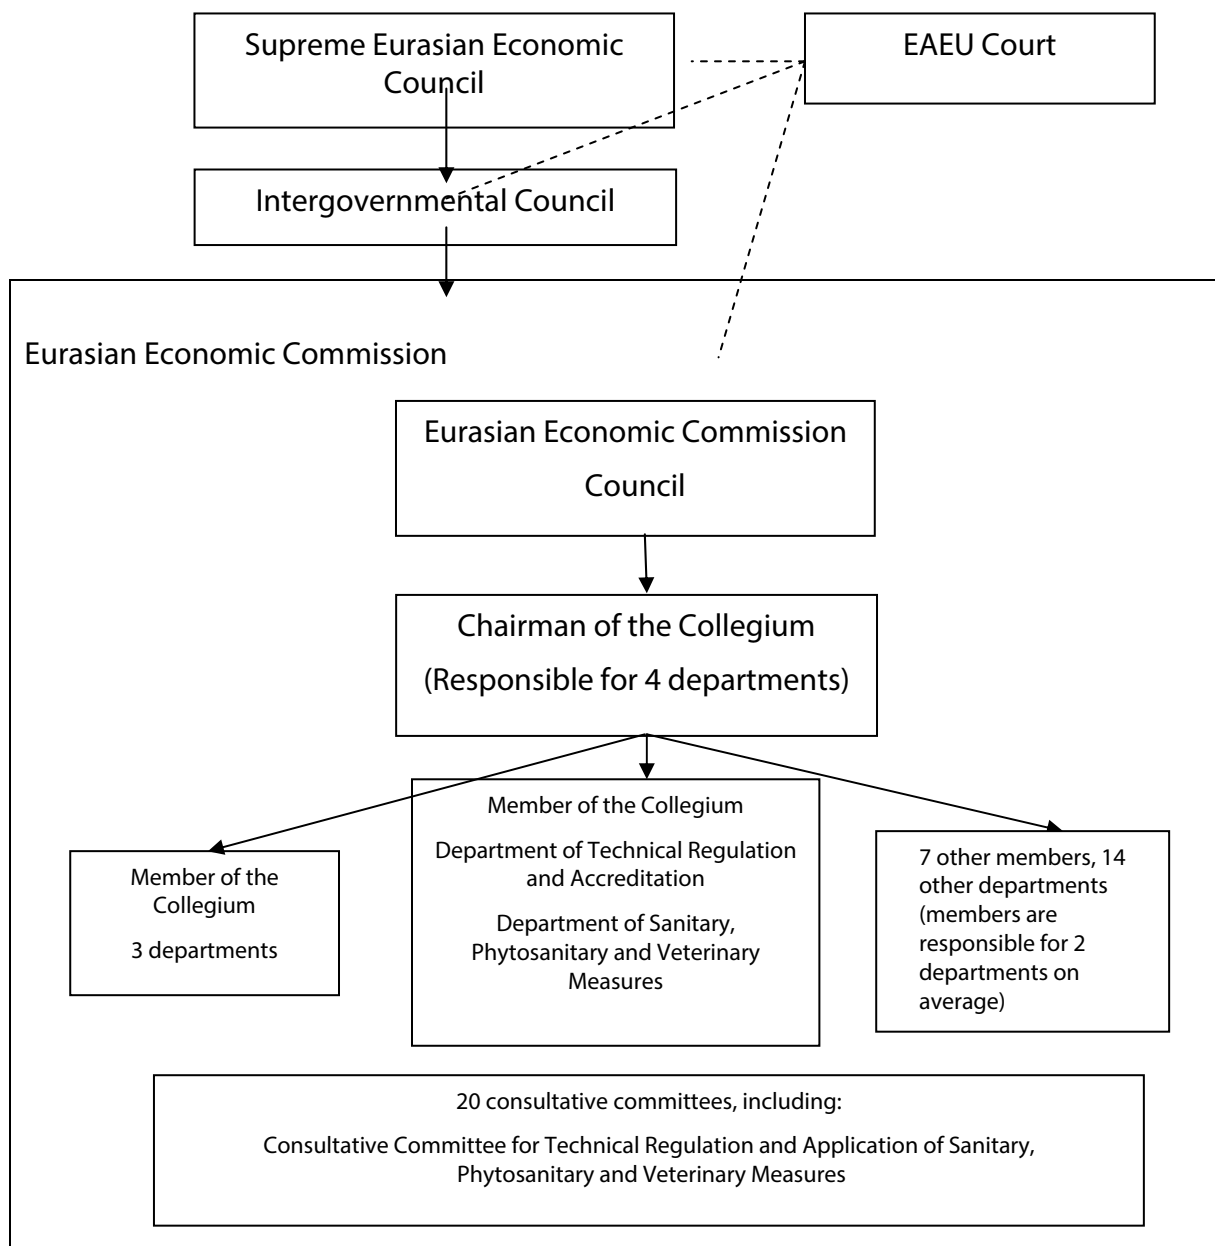 Supreme Eurasian Economic
Council
EAEU Court
Intergovernmental Council
Eurasian Economic Commission
Eurasian Economic Commission
Council
Chairman of the Collegium
(Responsible for 4 departments)
Member of the
Collegium
3 departments
Member of the Collegium
Department of Technical Regulation
and Accreditation
Department of Sanitary,
Phytosanitary and Veterinary
Measures
7 other members, 14
other departments
(members are
responsible for 2
departments on
average)
20 consultative committees, including:
Consultative Committee for Technical Regulation and Application of Sanitary,
Phytosanitary and Veterinary Measures